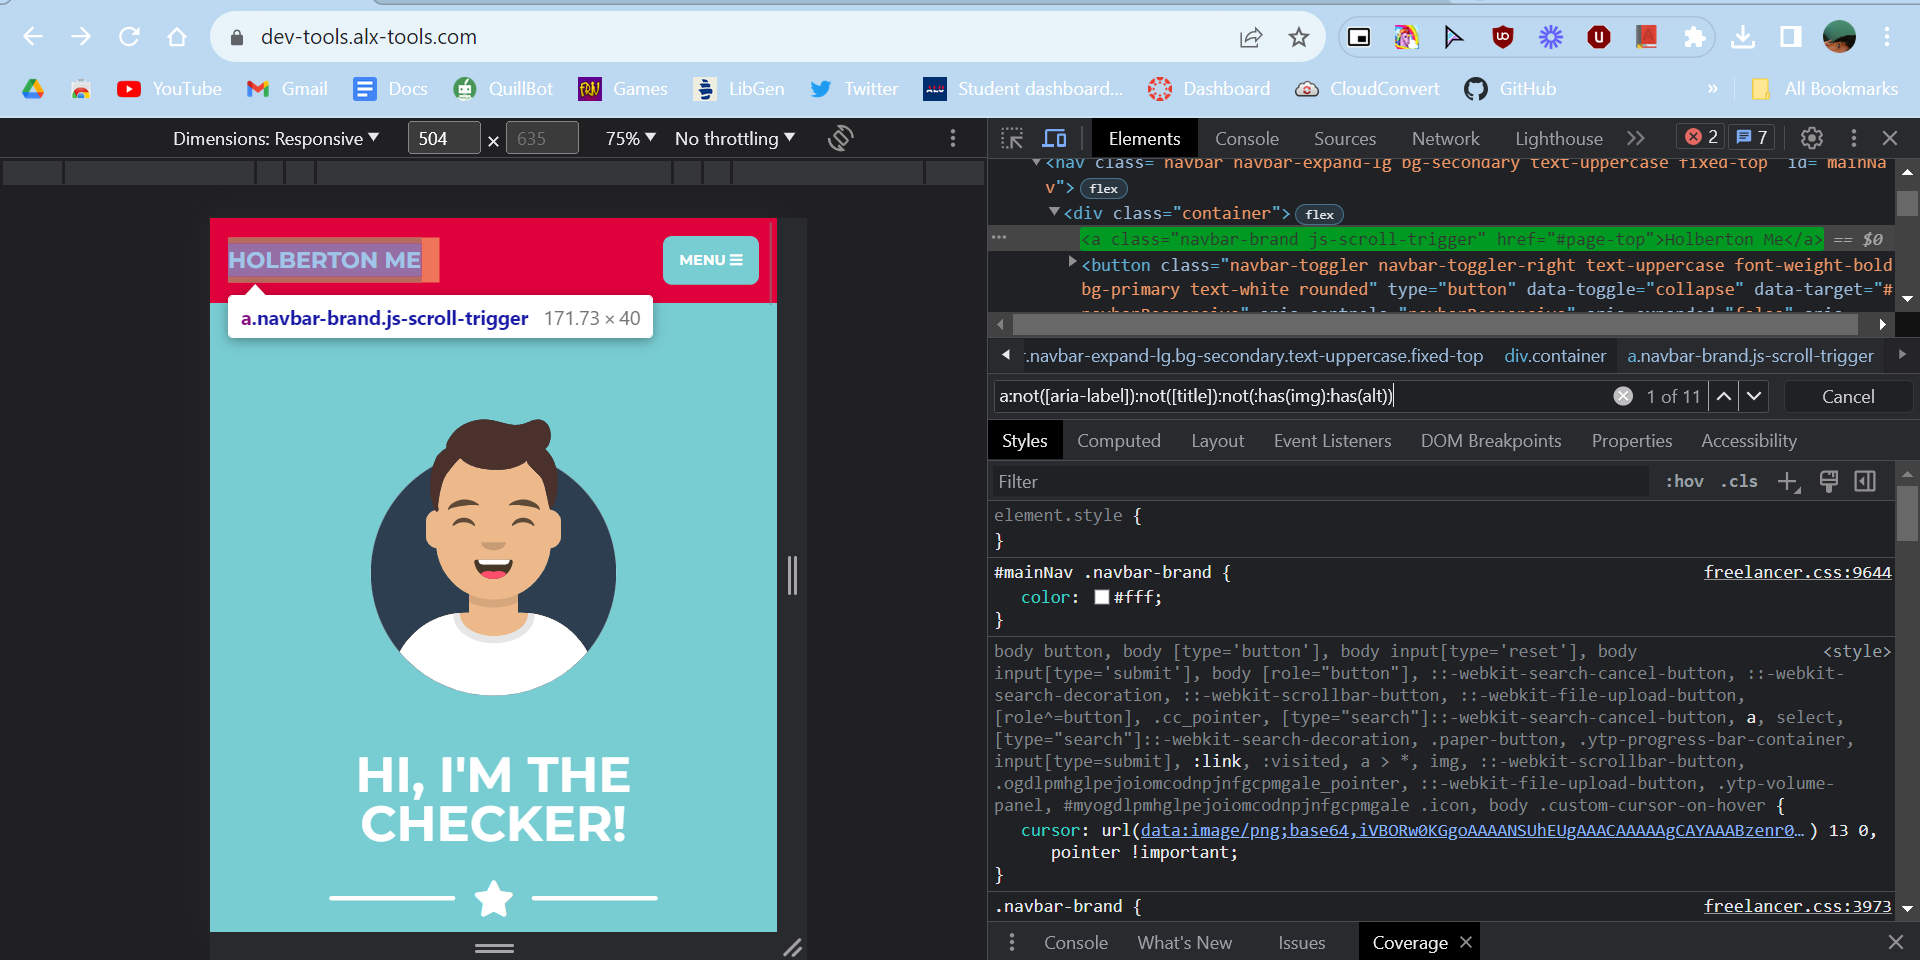 dev-tools.alx-tools.com
YouTube Gmail Docs QuillBot Games LibGen Twitter Student dashboard... Dashboard CloudConvert GitHub » All Bookmarks
Dimensions: Responsive ▼ 504 × 635 75% ▼ No throttling ▼
HOLBERTON ME
MENU
a.navbar-brand.js-scroll-trigger 171.73 × 40
HI, I'M THE
CHECKER!
Elements Console Sources Network Lighthouse 2 7
<nav class="navbar navbar-expand-lg bg-secondary text-uppercase fixed-top" id="mainNa
v"> flex
<div class="container"> flex
<a class="navbar-brand js-scroll-trigger" href="#page-top">Holberton Me</a> == $0
<button class="navbar-toggler navbar-toggler-right text-uppercase font-weight-bold
bg-primary text-white rounded" type="button" data-toggle="collapse" data-target="#
.navbar-expand-lg.bg-secondary.text-uppercase.fixed-top div.container a.navbar-brand.js-scroll-trigger
a:not([aria-label]):not([title]):not(:has(img):has(alt)) 1 of 11 Cancel
Styles Computed Layout Event Listeners DOM Breakpoints Properties Accessibility
Filter :hov .cls
element.style {
}
#mainNav .navbar-brand { freelancer.css:9644
color: #fff;
}
body button, body [type='button'], body input[type='reset'], body <style>
input[type='submit'], body [role="button"], ::-webkit-search-cancel-button, ::-webkit-
search-decoration, ::-webkit-scrollbar-button, ::-webkit-file-upload-button,
[role^=button], .cc_pointer, [type="search"]::-webkit-search-cancel-button, a, select,
[type="search"]::-webkit-search-decoration, .paper-button, .ytp-progress-bar-container,
input[type=submit], :link, :visited, a > *, img, ::-webkit-scrollbar-button,
.ogdlpmhglpejoiomcodnpjnfgcpmgale_pointer, ::-webkit-file-upload-button, .ytp-volume-
panel, #myogdlpmhglpejoiomcodnpjnfgcpmgale .icon, body .custom-cursor-on-hover {
cursor: url(data:image/png;base64,iVBORw0KGgoAAAANSUhEUgAAACAAAAAgCAYAAABzenr0… ) 13 0,
pointer !important;
}
.navbar-brand { freelancer.css:3973
Console What's New Issues Coverage